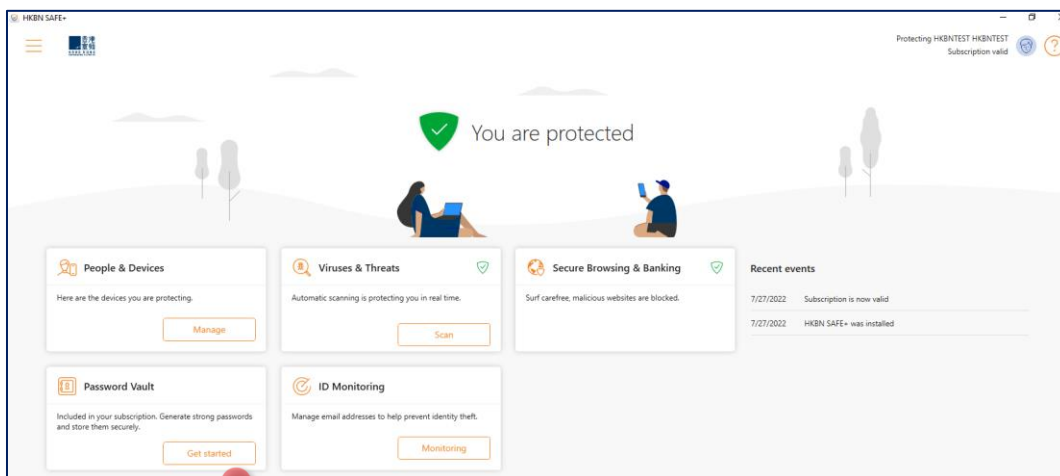 HKBN SAFE+
香港
寬頻
Protecting HKBNTEST HKBNTEST
Subscription valid
?
You are protected
People & Devices
Here are the devices you are protecting.
Manage
Viruses & Threats
Automatic scanning is protecting you in real time.
Scan
Secure Browsing & Banking
Surf carefree, malicious websites are blocked.
Recent events
7/27/2022 Subscription is now valid
7/27/2022 HKBN SAFE+ was installed
Password Vault
Included in your subscription. Generate strong passwords
and store them securely.
Get started
ID Monitoring
Manage email addresses to help prevent identity theft.
Monitoring